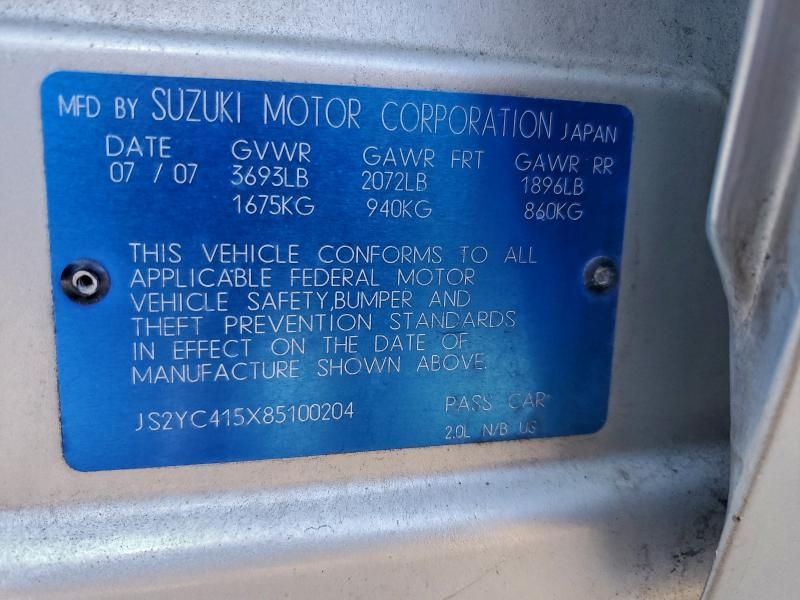 MFD BY SUZUKI MOTOR CORPORATION JAPAN
DATE GVWR GAWR FRT GAWR RR
07 / 07 3693LB 2072LB 1896LB
1675KG 940KG 860KG
THIS VEHICLE CONFORMS TO ALL
APPLICABLE FEDERAL MOTOR
VEHICLE SAFETY,BUMPER AND
THEFT PREVENTION STANDARDS
IN EFFECT ON THE DATE OF
MANUFACTURE SHOWN ABOVE.
JS2YC415X85100204 PASS CAR
2.0L N/B US